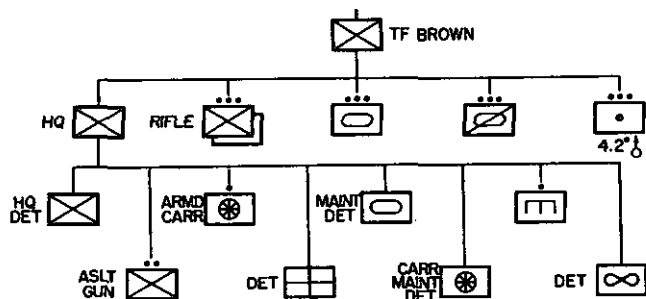 TF BROWN
HQ
RIFLE
4.2"
HQ
DET
ARMD
CARR
MAINT
DET
ASLT
GUN
DET
CARR
MAINT
DET
DET